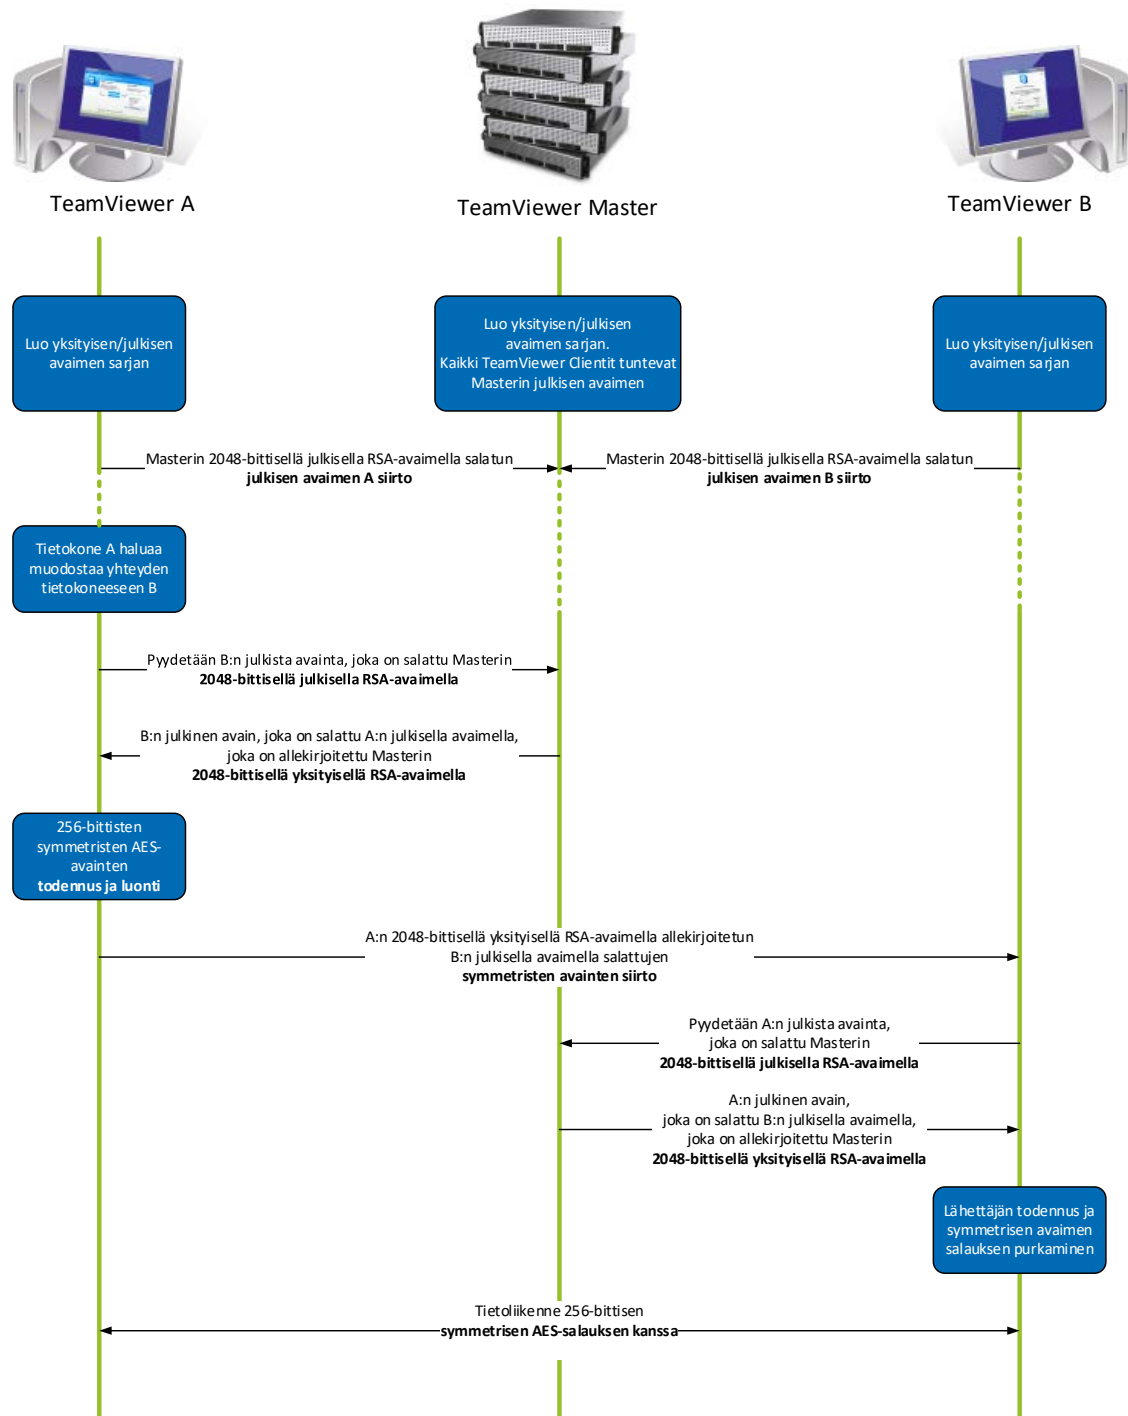 TeamViewer A
TeamViewer Master
TeamViewer B
Luo yksityisen/julkisen
avaimen sarjan
Luo yksityisen/julkisen
avaimen sarjan.
Kaikki TeamViewer Clientit tuntevat
Masterin julkisen avaimen
Luo yksityisen/julkisen
avaimen sarjan
Masterin 2048-bittisellä julkisella RSA-avaimella salatun
julkisen avaimen A siirto
Masterin 2048-bittisellä julkisella RSA-avaimella salatun
julkisen avaimen B siirto
Tietokone A haluaa
muodostaa yhteyden
tietokoneeseen B
Pyydetään B:n julkista avainta, joka on salattu Masterin
2048-bittisellä julkisella RSA-avaimella
B:n julkinen avain, joka on salattu A:n julkisella avaimella,
joka on allekirjoitettu Masterin
2048-bittisellä yksityisellä RSA-avaimella
256-bittisten
symmetristen AES-
avainten
todennus ja luonti
A:n 2048-bittisellä yksityisellä RSA-avaimella allekirjoitetun
B:n julkisella avaimella salattujen
symmetristen avainten siirto
Pyydetään A:n julkista avainta,
joka on salattu Masterin
2048-bittisellä julkisella RSA-avaimella
A:n julkinen avain,
joka on salattu B:n julkisella avaimella,
joka on allekirjoitettu Masterin
2048-bittisellä yksityisellä RSA-avaimella
Lähettäjän todennus ja
symmetrisen avaimen
salauksen purkaminen
Tietoliikenne 256-bittisen
symmetrisen AES-salauksen kanssa